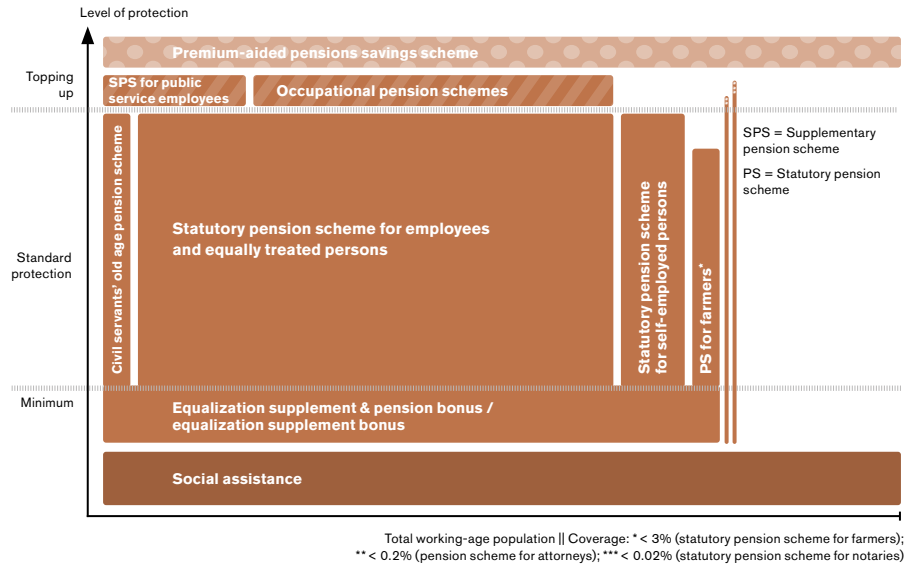 Level of protection
Premium-aided pensions savings scheme
Topping
up
SPS for public
service employees
Occupational pension schemes
SPS = Supplementary
pension scheme
PS = Statutory pension
scheme
Standard
protection
Civil servants' old age pension scheme
Statutory pension scheme for employees
and equally treated persons
Statutory pension scheme
for self-employed persons
PS for farmers*
**
***
Minimum
Equalization supplement & pension bonus /
equalization supplement bonus
Social assistance
Total working-age population || Coverage: * < 3% (statutory pension scheme for farmers);
** < 0.2% (pension scheme for attorneys); *** < 0.02% (statutory pension scheme for notaries)